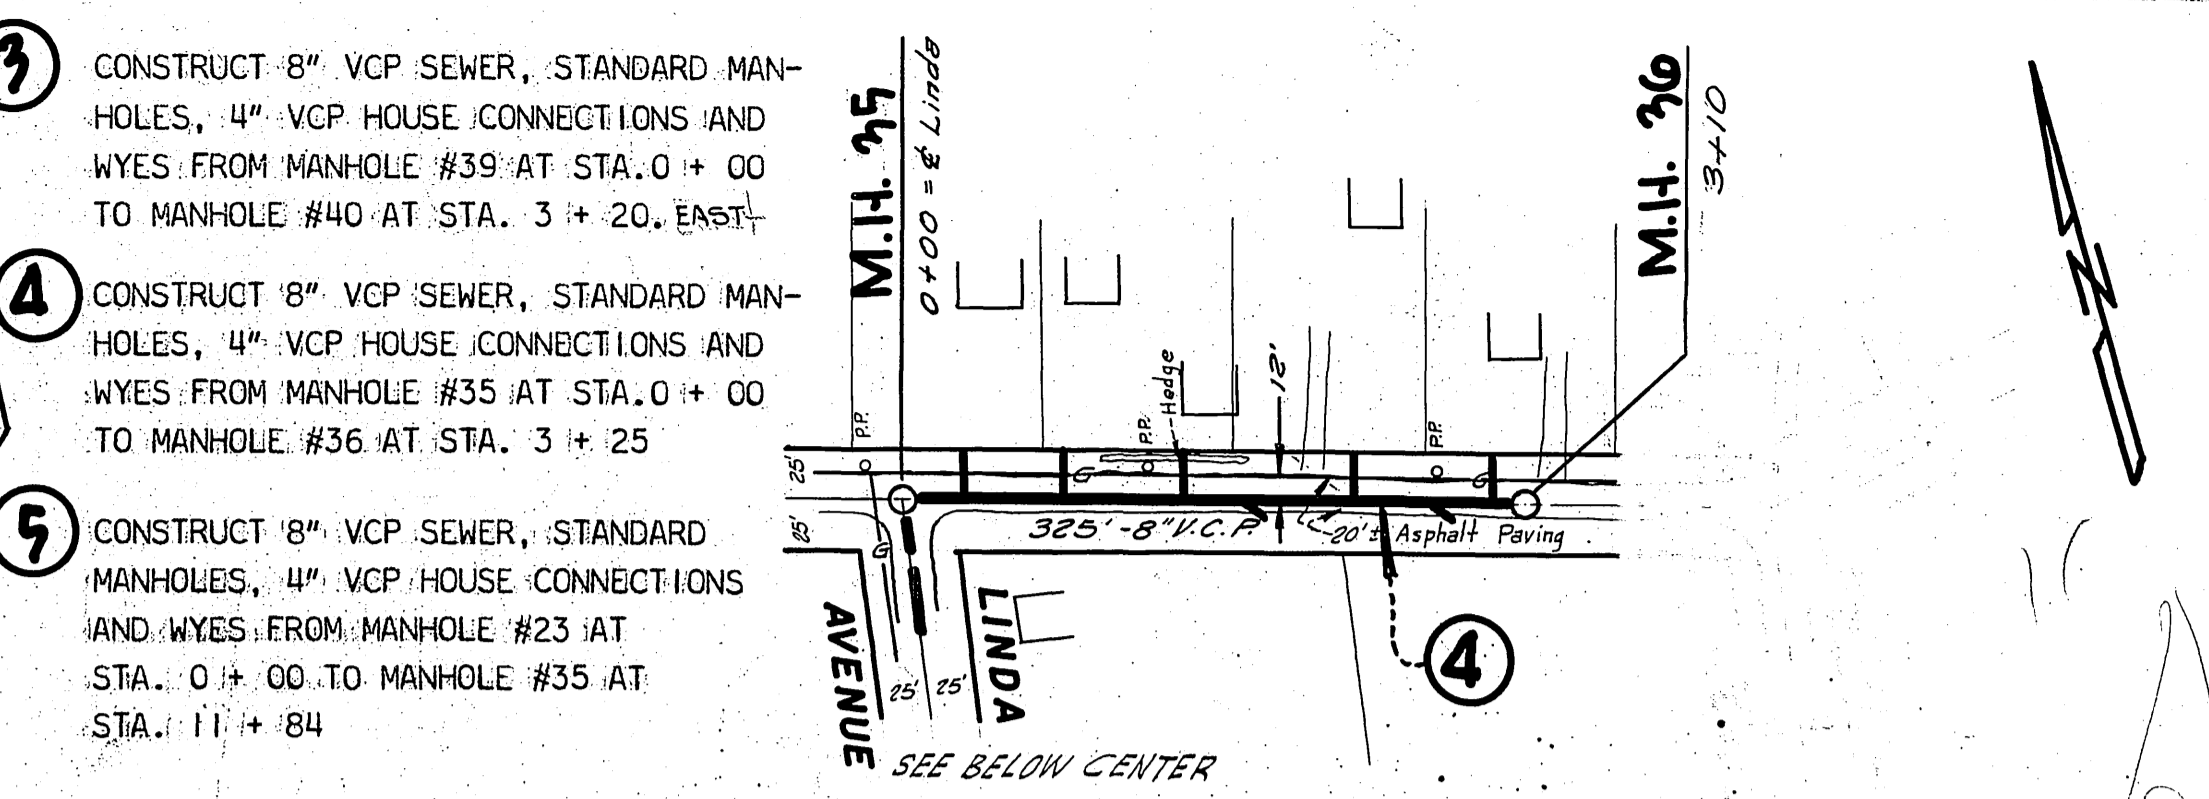 3
CONSTRUCT 8" VCP SEWER, STANDARD MAN-
HOLES, 4" VCP HOUSE CONNECTIONS AND
WYES FROM MANHOLE #39 AT STA. 0 + 00
TO MANHOLE #40 AT STA. 3 + 20. EAST
4
CONSTRUCT 8" VCP SEWER, STANDARD MAN-
HOLES, 4" VCP HOUSE CONNECTIONS AND
WYES FROM MANHOLE #35 AT STA. 0 + 00
TO MANHOLE #36 AT STA. 3 + 25
5
CONSTRUCT 8" VCP SEWER, STANDARD
MANHOLES, 4" VCP HOUSE CONNECTIONS
AND WYES FROM MANHOLE #23 AT
STA. 0 + 00 TO MANHOLE #35 AT
STA. 11 + 84
M.H. 35
0+00 = ℄ Linda
M.H. 36
3+10
N
P.P.
P.P.
Hedge
12'
P.P.
25'
G
G
25'
G
325'-8" V.C.P.
20'± Asphalt Paving
AVENUE
LINDA
25'
25'
4
SEE BELOW CENTER